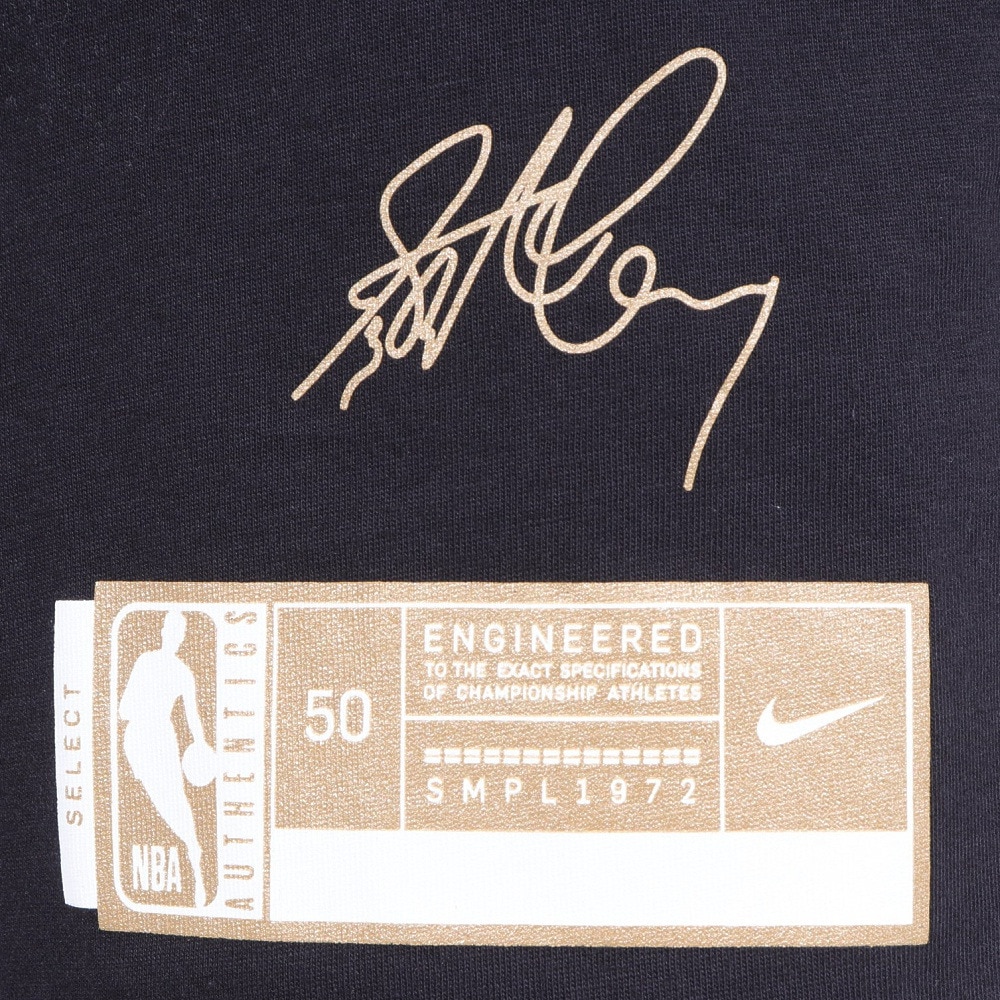 SELECT
NBA
AUTHENTICS
50
ENGINEERED
TO THE EXACT SPECIFICATIONS
OF CHAMPIONSHIP ATHLETES
SMPL1972